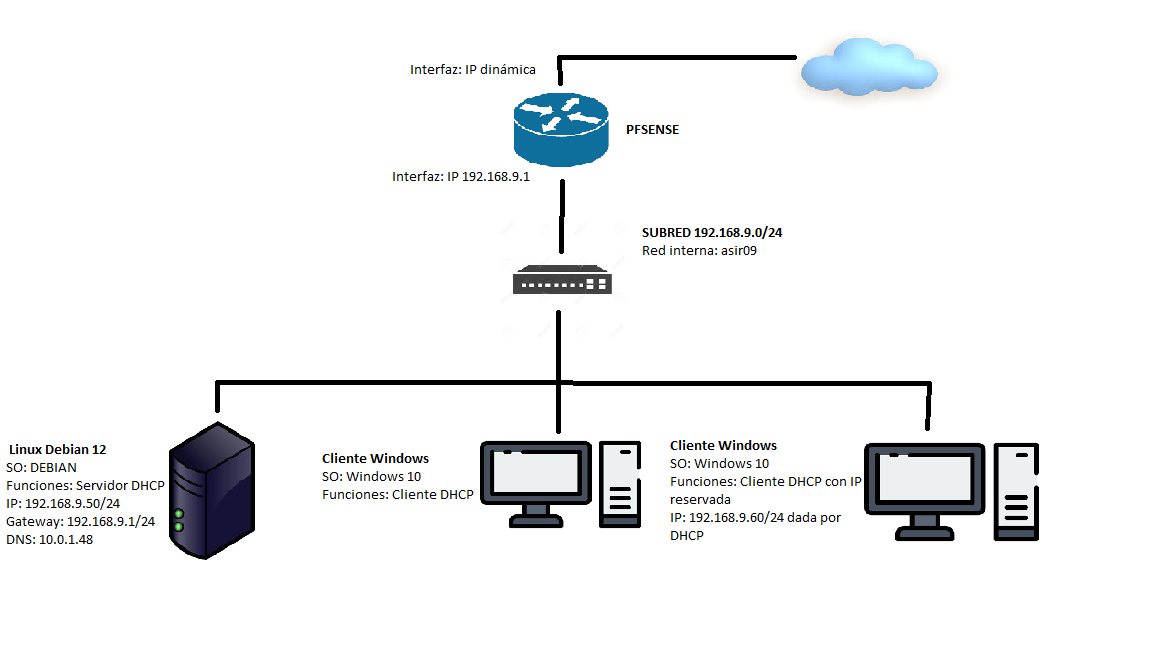 Interfaz: IP dinámica
PFSENSE
Interfaz: IP 192.168.9.1
SUBRED 192.168.9.0/24
Red interna: asir09
Linux Debian 12
SO: DEBIAN
Funciones: Servidor DHCP
IP: 192.168.9.50/24
Gateway: 192.168.9.1/24
DNS: 10.0.1.48
Cliente Windows
SO: Windows 10
Funciones: Cliente DHCP
Cliente Windows
SO: Windows 10
Funciones: Cliente DHCP con IP
reservada
IP: 192.168.9.60/24 dada por
DHCP